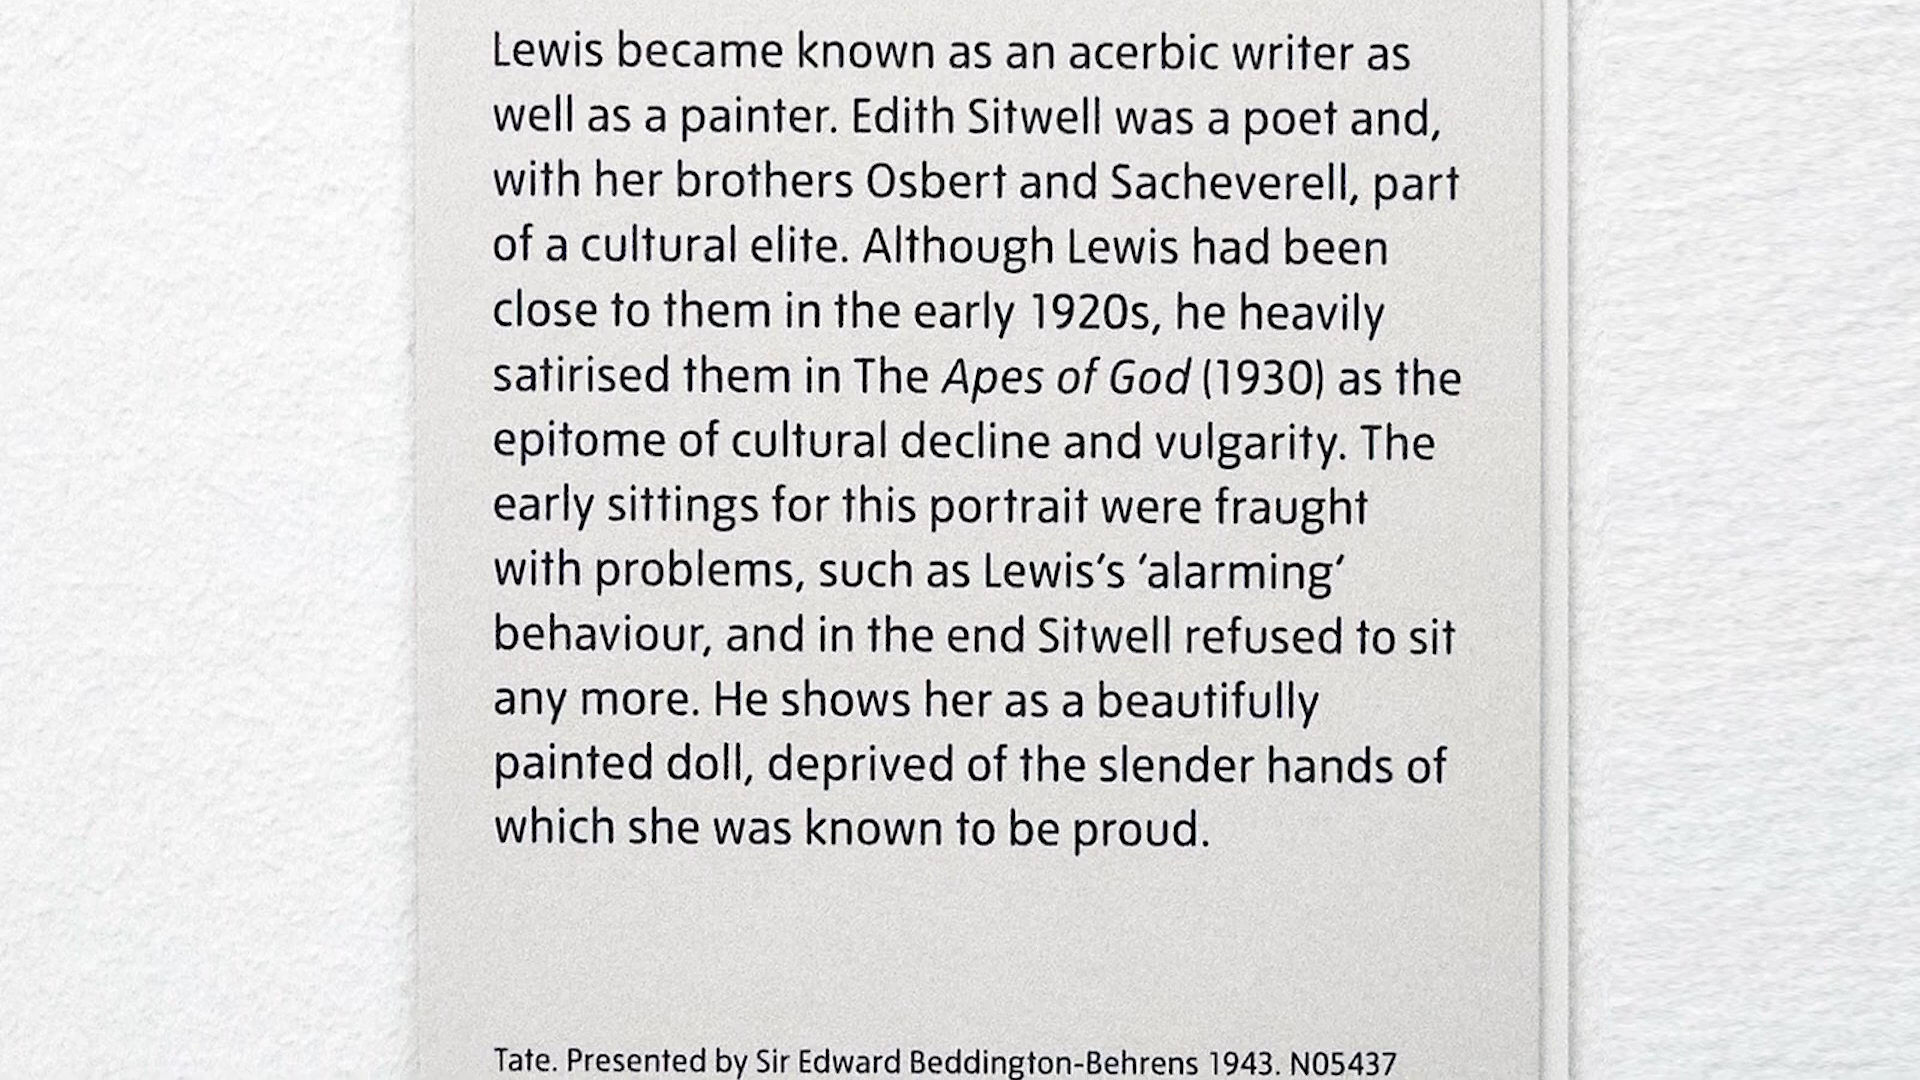 Lewis became known as an acerbic writer as
well as a painter. Edith Sitwell was a poet and,
with her brothers Osbert and Sacheverell, part
of a cultural elite. Although Lewis had been
close to them in the early 1920s, he heavily
satirised them in The Apes of God (1930) as the
epitome of cultural decline and vulgarity. The
early sittings for this portrait were fraught
with problems, such as Lewis’s ’alarming’
behaviour, and in the end Sitwell refused to sit
any more. He shows her as a beautifully
painted doll, deprived of the slender hands of
which she was known to be proud.
Tate. Presented by Sir Edward Beddington-Behrens 1943. N05437